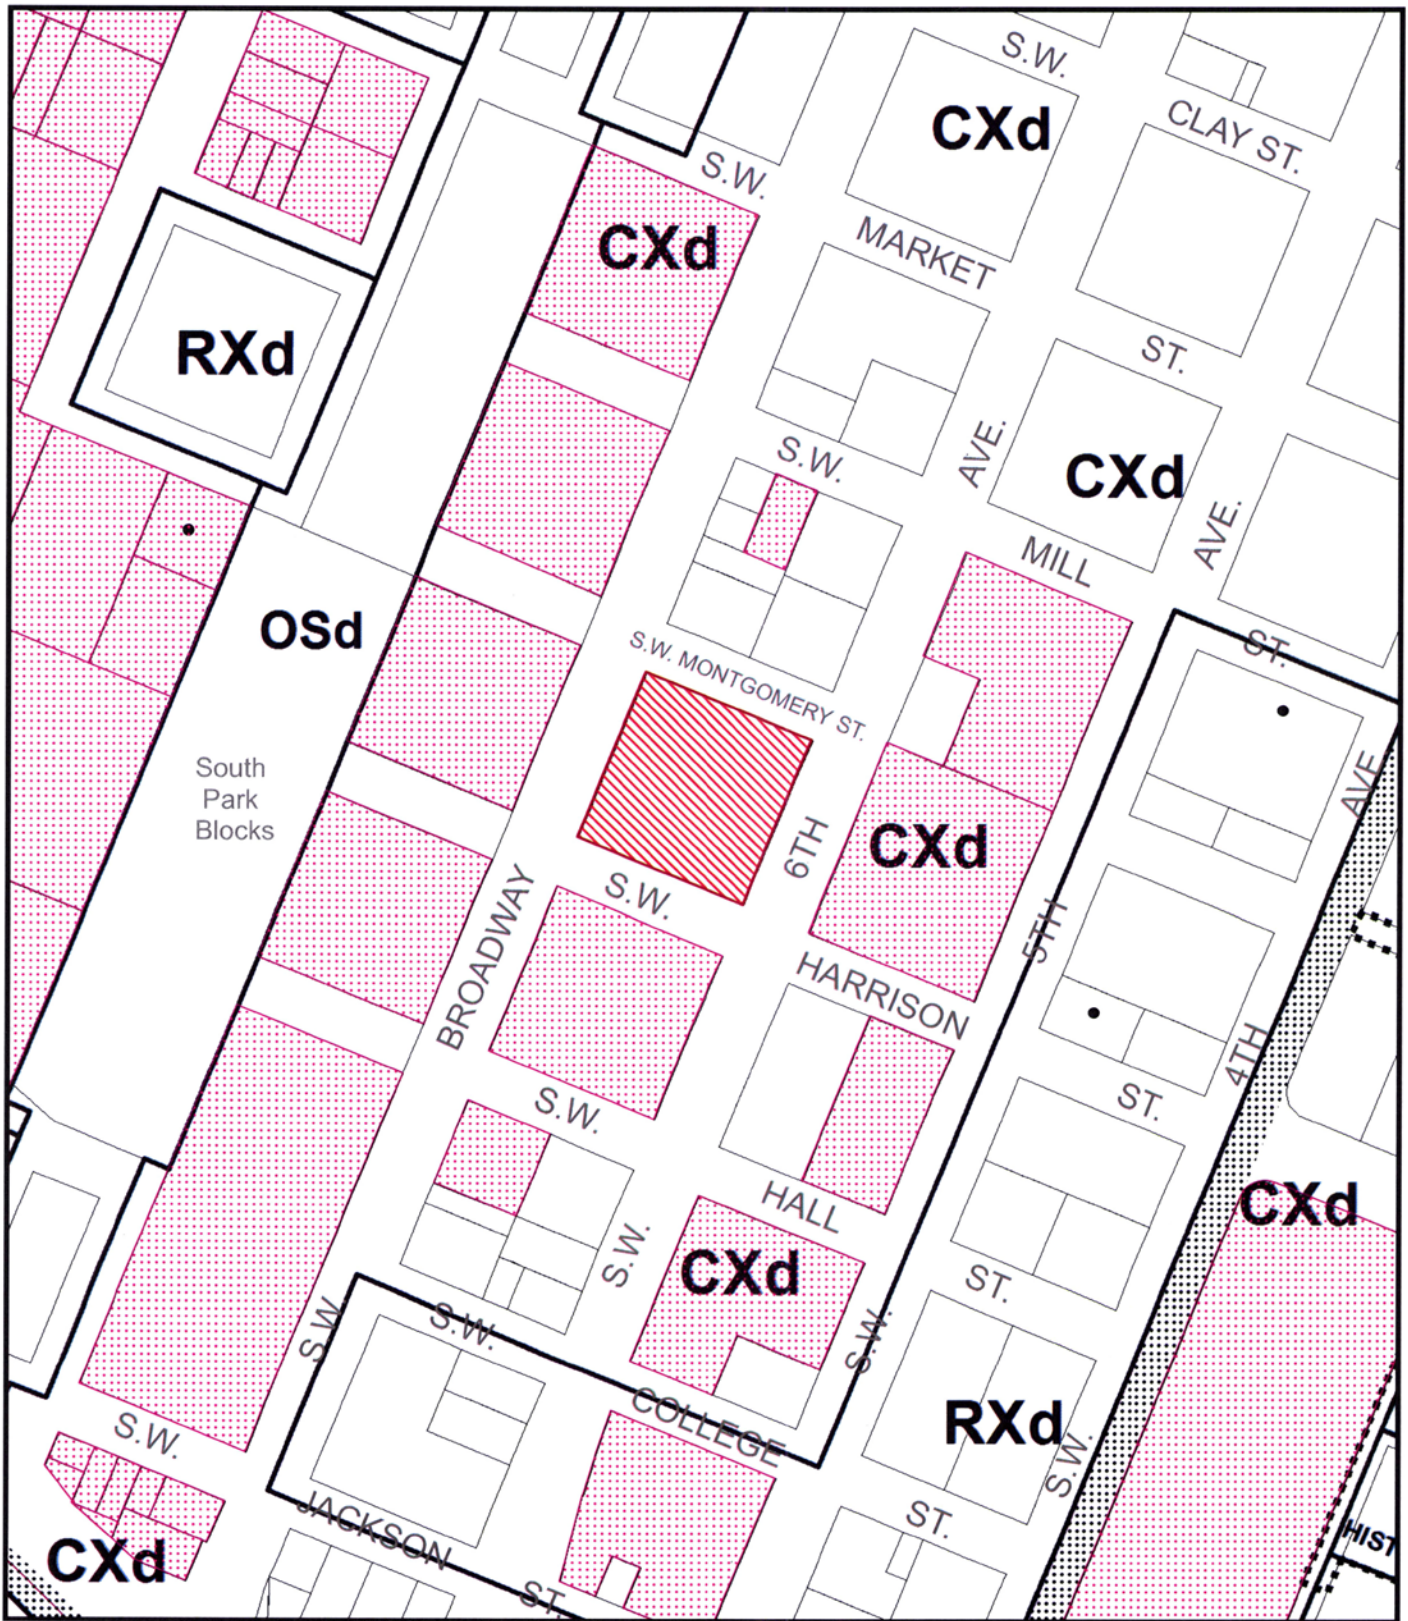 S.W.
CXd
CLAY ST.
S.W.
CXd
MARKET
RXd
ST.
AVE.
S.W.
CXd
AVE.
MILL
OSd
S.W. MONTGOMERY ST.
ST.
South
Park
Blocks
AVE.
6TH
CXd
S.W.
5TH
BROADWAY
HARRISON
4TH
S.W.
ST.
HALL
CXd
S.W.
CXd
ST.
S.W.
S.W.
S.W.
COLLEGE
RXd
S.W.
S.W.
ST.
JACKSON
CXd
HIST
ST.